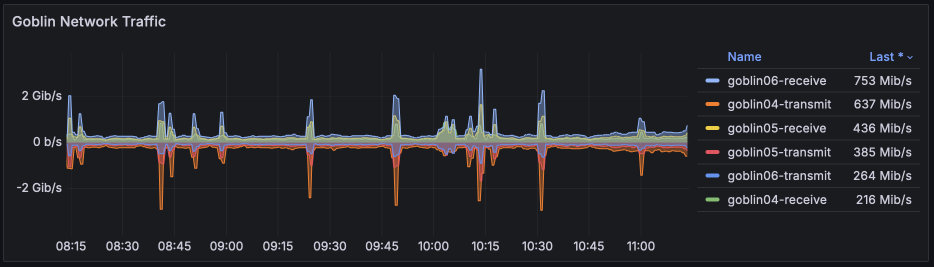 Goblin Network Traffic
Name Last *
goblin06-receive 753 Mib/s
goblin04-transmit 637 Mib/s
goblin05-receive 436 Mib/s
goblin05-transmit 385 Mib/s
goblin06-transmit 264 Mib/s
goblin04-receive 216 Mib/s
2 Gib/s
0 b/s
-2 Gib/s
08:15 08:30 08:45 09:00 09:15 09:30 09:45 10:00 10:15 10:30 10:45 11:00